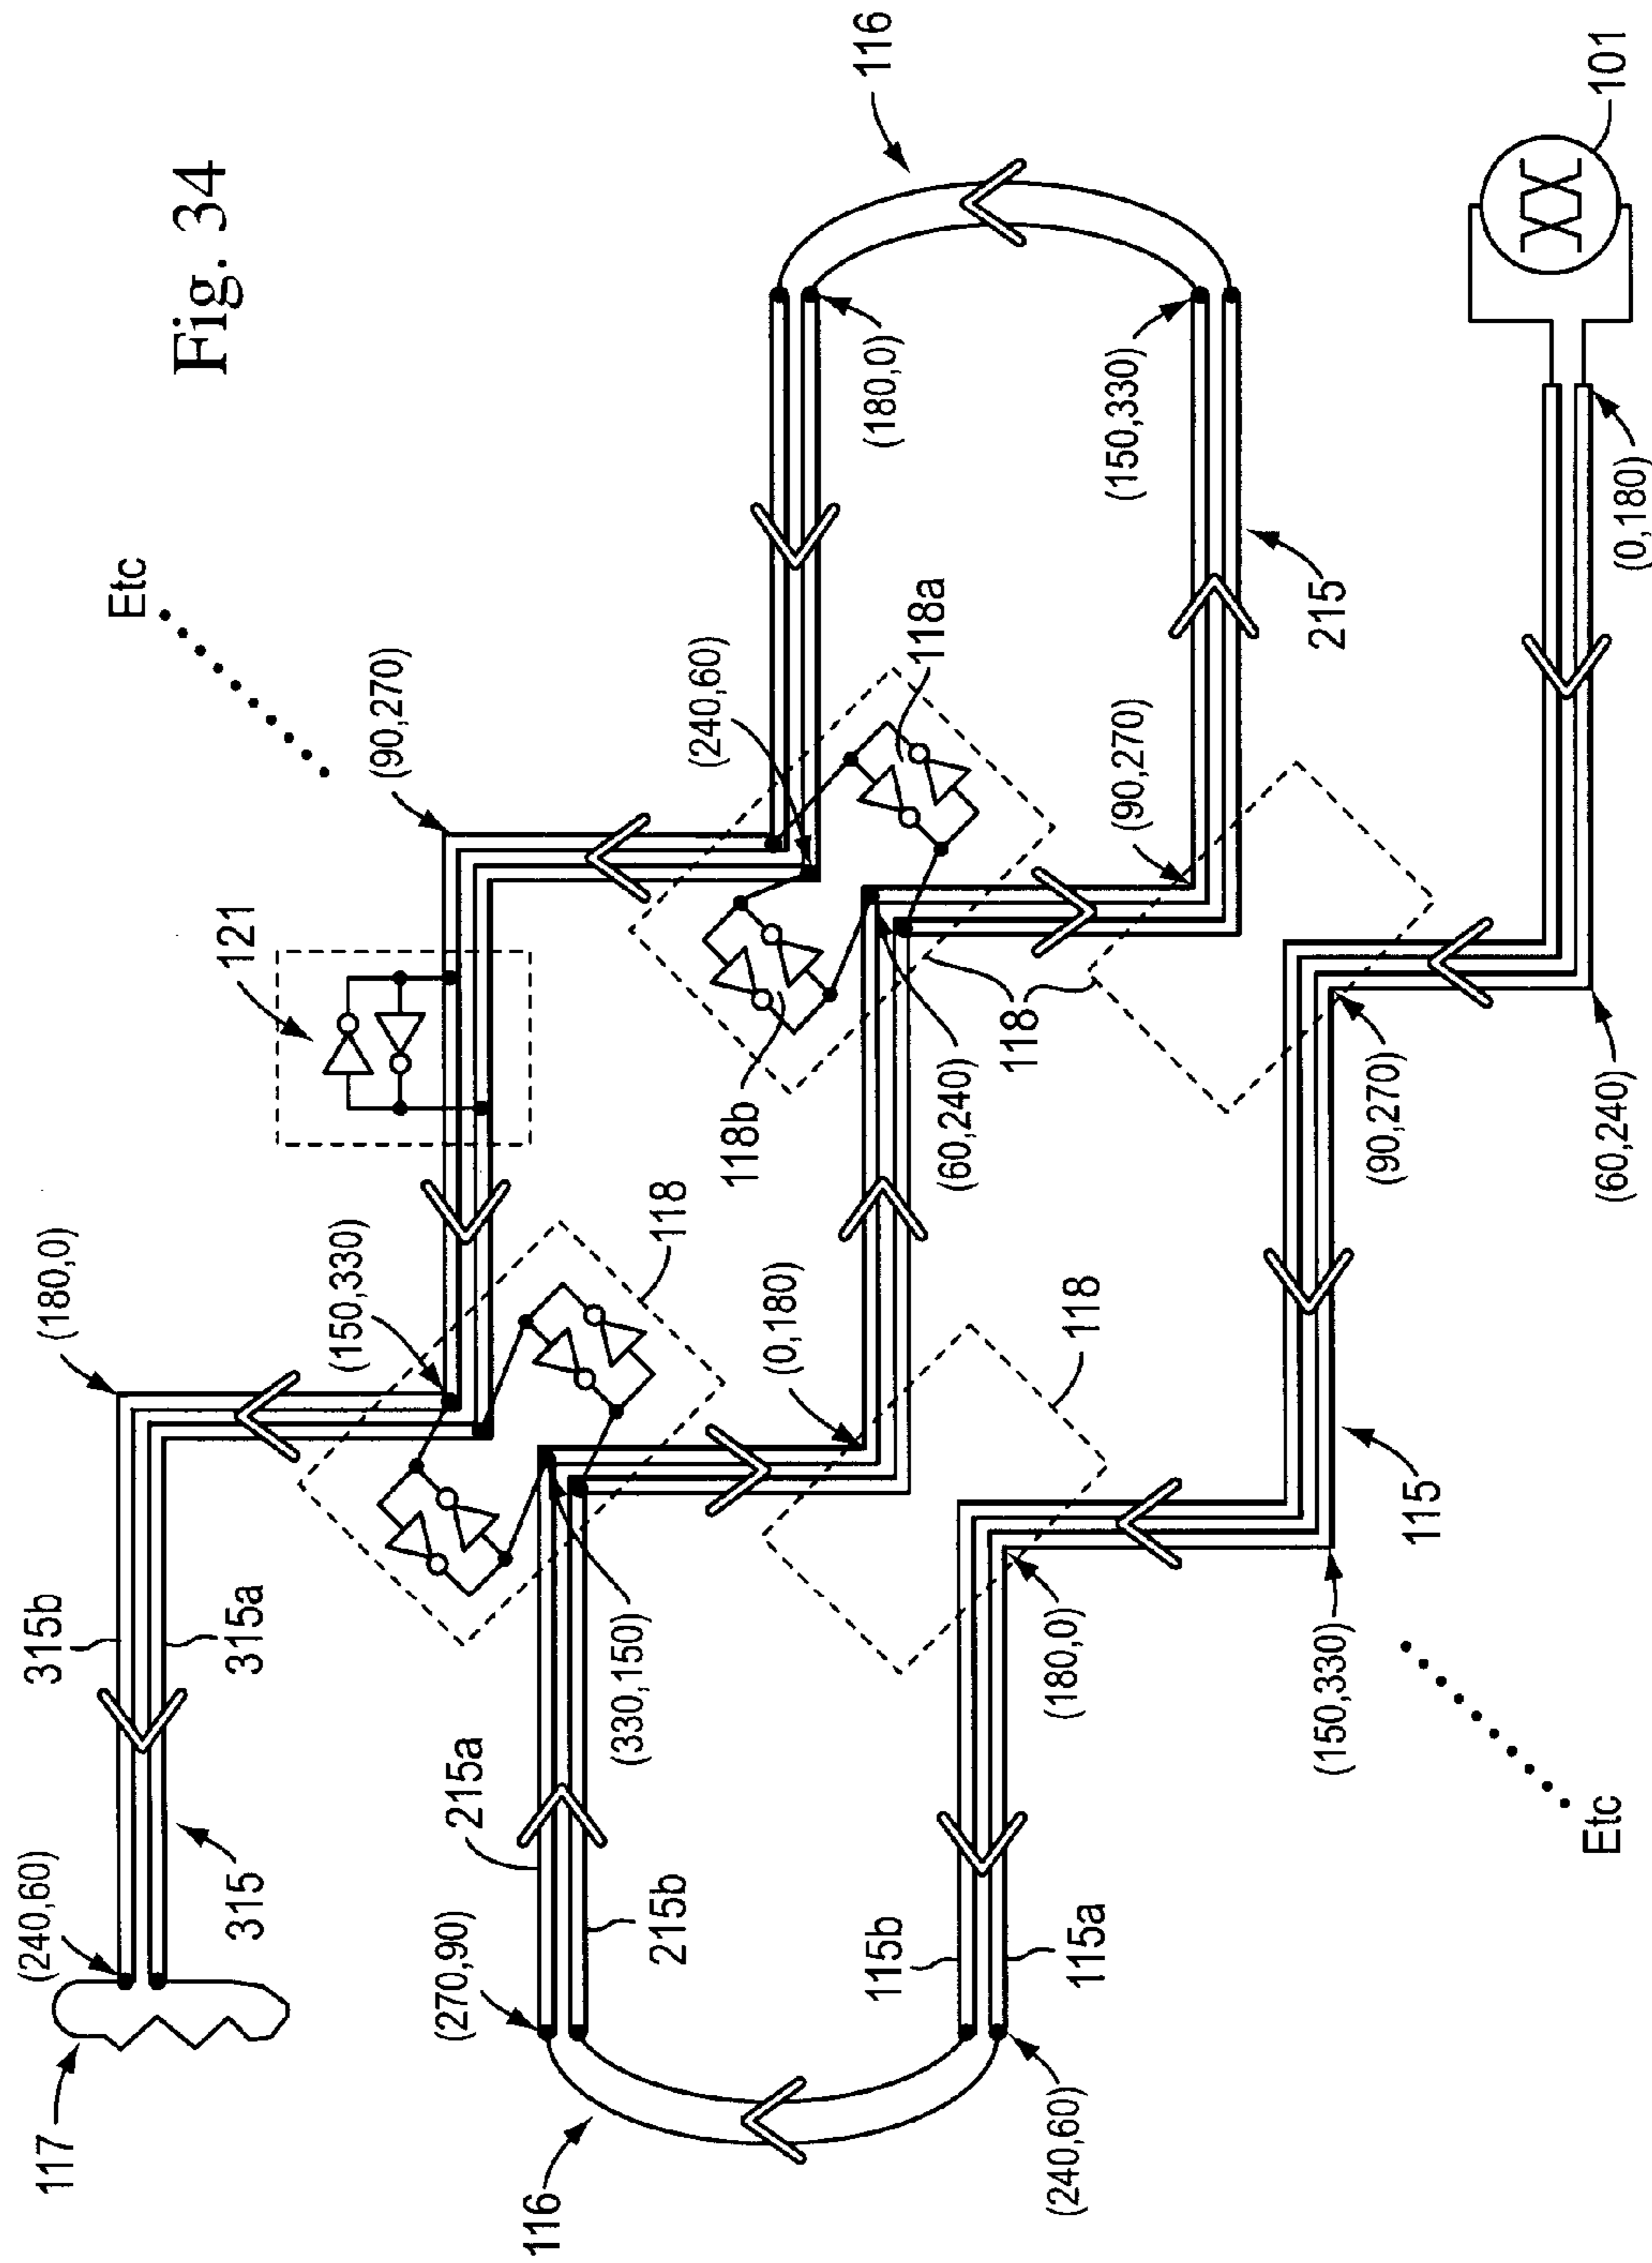 Fig. 34
117
(240,60)
315
315b
315a
(180,0)
(150,330)
121
(90,270)
Etc
116
(270,90)
215a
215b
(330,150)
118
(0,180)
118b
(240,60)
118a
(60,240)
118
(180,0)
116
(240,60)
115b
115a
(180,0)
118
(90,270)
215
(150,330)
Etc
(150,330)
115
(90,270)
(60,240)
(0,180)
101